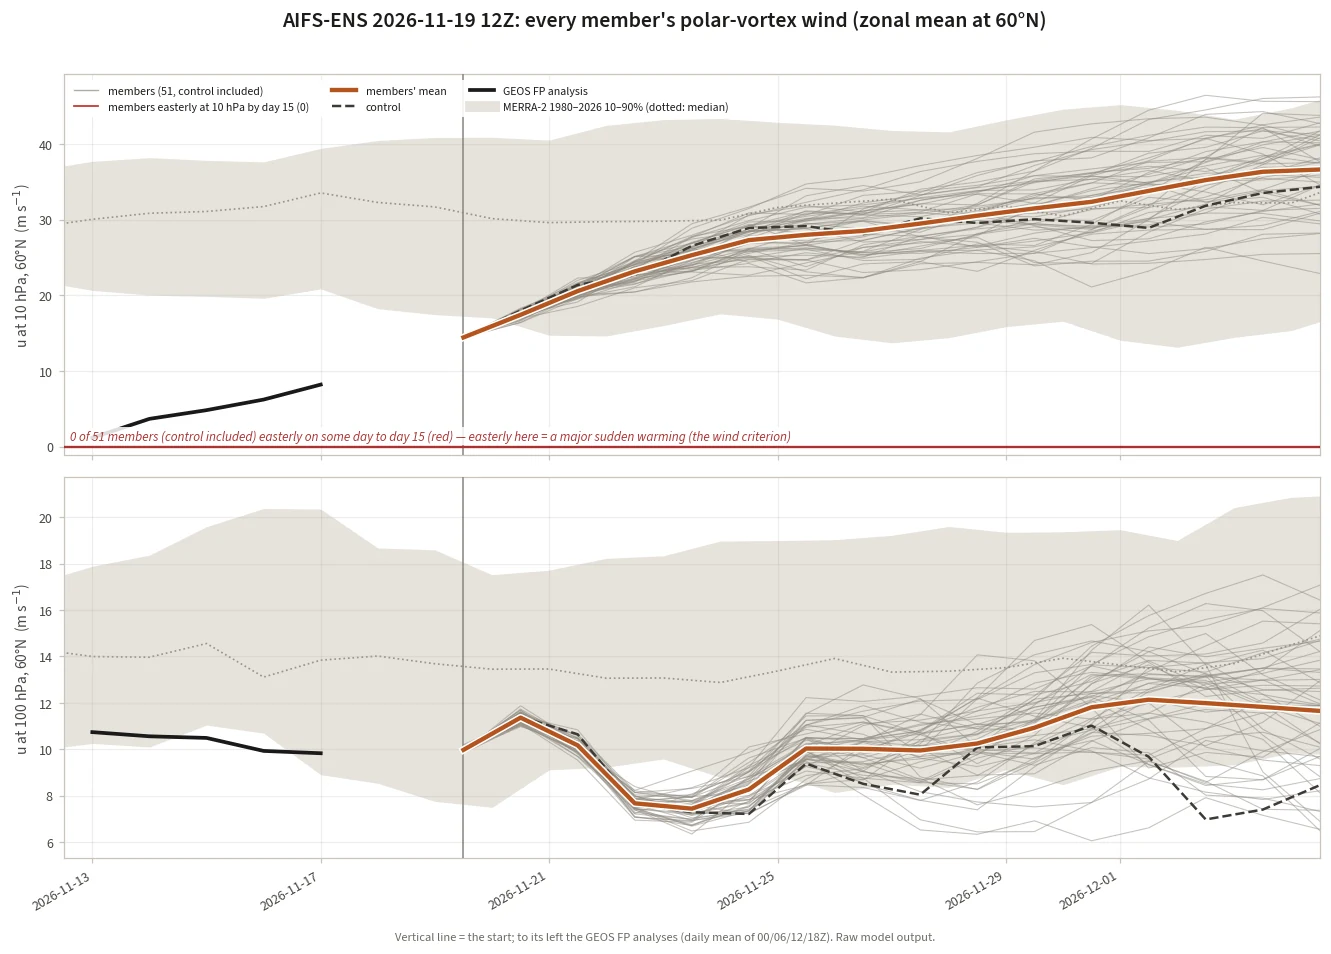 AIFS-ENS 2026-11-19 12Z: every member's polar-vortex wind (zonal mean at 60°N)
members (51, control included)
members easterly at 10 hPa by day 15 (0)
members' mean
control
GEOS FP analysis
MERRA-2 1980–2026 10–90% (dotted: median)
u at 10 hPa, 60°N (m s⁻¹)
40
30
20
10
0
0 of 51 members (control included) easterly on some day to day 15 (red) — easterly here = a major sudden warming (the wind criterion)
u at 100 hPa, 60°N (m s⁻¹)
20
18
16
14
12
10
8
6
2026-11-13
2026-11-17
2026-11-21
2026-11-25
2026-11-29
2026-12-01
Vertical line = the start; to its left the GEOS FP analyses (daily mean of 00/06/12/18Z). Raw model output.